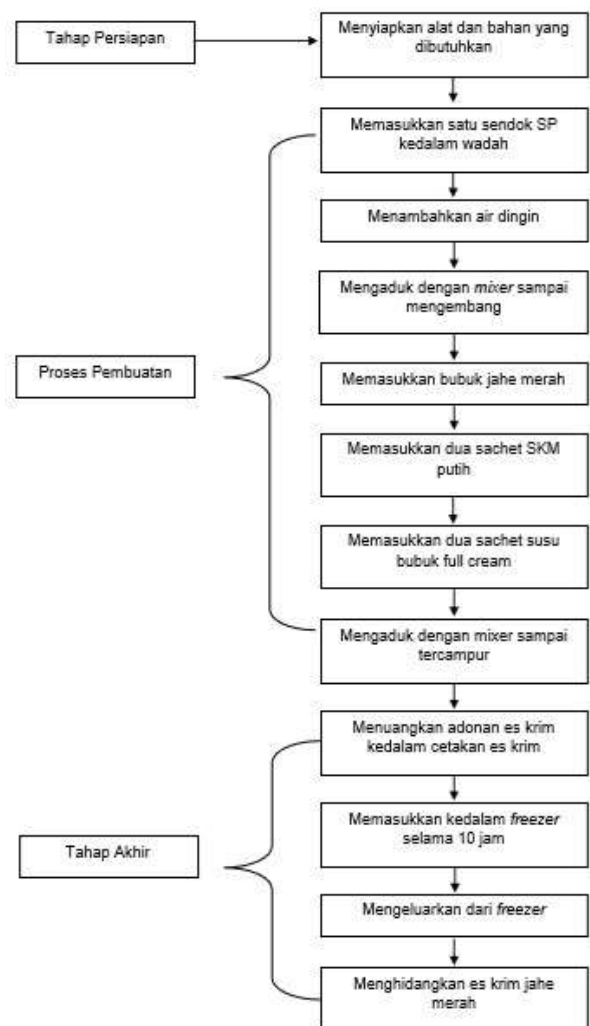 Tahap Persiapan
Menyiapkan alat dan bahan yang
dibutuhkan
Memasukkan satu sendok SP
kedalam wadah
Menambahkan air dingin
Mengaduk dengan mixer sampai
mengembang
Proses Pembuatan
Memasukkan bubuk jahe merah
Memasukkan dua sachet SKM
putih
Memasukkan dua sachet susu
bubuk full cream
Mengaduk dengan mixer sampai
tercampur
Menuangkan adonan es krim
kedalam cetakan es krim
Tahap Akhir
Memasukkan kedalam freezer
selama 10 jam
Mengeluarkan dari freezer
Menghidangkan es krim jahe
merah